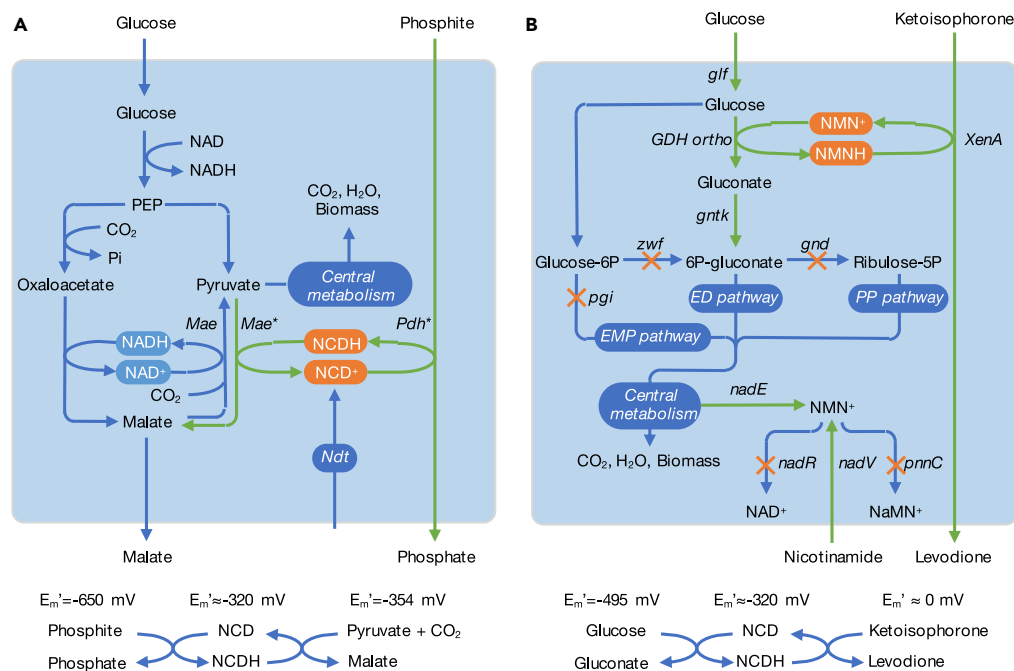 A
Glucose
Phosphite
Glucose
NAD
NADH
PEP
CO₂, H₂O,
Biomass
CO₂
Pi
Oxaloacetate
Pyruvate
Central
metabolism
Mae
Mae*
Pdh*
NADH
NAD⁺
NCDH
NCD⁺
CO₂
Malate
Ndt
Malate
Phosphate
Eₘ'=-650 mV
Eₘ'≈-320 mV
Eₘ'=-354 mV
Phosphite
NCD
Pyruvate + CO₂
Phosphate
NCDH
Malate
B
Glucose
Ketoisophorone
glf
Glucose
NMN⁺
GDH ortho
XenA
NMNH
Gluconate
gntk
zwf
gnd
Glucose-6P
6P-gluconate
Ribulose-5P
pgi
ED pathway
PP pathway
EMP pathway
Central
metabolism
nadE
NMN⁺
CO₂, H₂O, Biomass
nadR
nadV
pnnC
NAD⁺
NaMN⁺
Nicotinamide
Levodione
Eₘ'=-495 mV
Eₘ'≈-320 mV
Eₘ' ≈ 0 mV
Glucose
NCD
Ketoisophorone
Gluconate
NCDH
Levodione